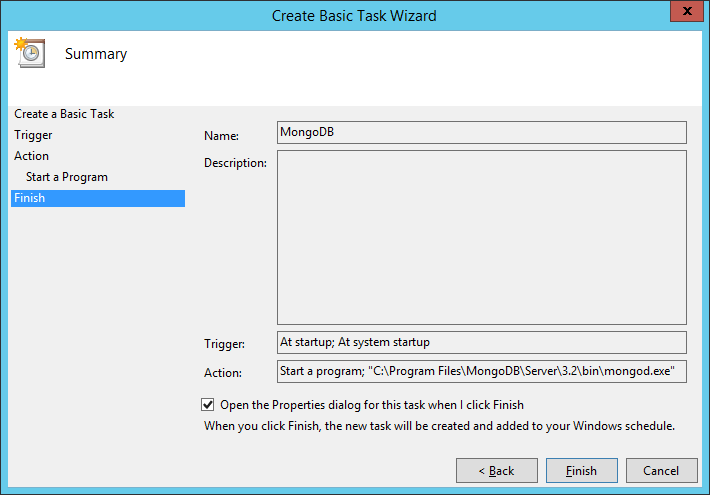 Create Basic Task Wizard
x
Summary
Create a Basic Task
Trigger
Action
Start a Program
Finish
Name: MongoDB
Description:
Trigger: At startup; At system startup
Action: Start a program; "C:\Program Files\MongoDB\Server\3.2\bin\mongod.exe"
Open the Properties dialog for this task when I click Finish
When you click Finish, the new task will be created and added to your Windows schedule.
< Back Finish Cancel